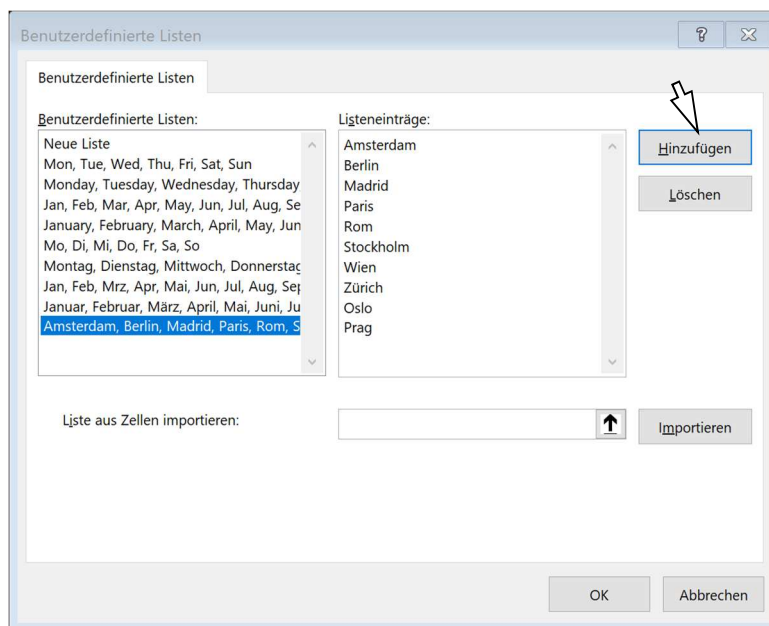 Benutzerdefinierte Listen
Benutzerdefinierte Listen
Benutzerdefinierte Listen:
Neue Liste
Mon, Tue, Wed, Thu, Fri, Sat, Sun
Monday, Tuesday, Wednesday, Thursday,
Jan, Feb, Mar, Apr, May, Jun, Jul, Aug, Se
January, February, March, April, May, Jun
Mo, Di, Mi, Do, Fr, Sa, So
Montag, Dienstag, Mittwoch, Donnerstag
Jan, Feb, Mrz, Apr, Mai, Jun, Jul, Aug, Sep
Januar, Februar, März, April, Mai, Juni, Ju
Amsterdam, Berlin, Madrid, Paris, Rom, S
Listeneinträge:
Amsterdam
Berlin
Madrid
Paris
Rom
Stockholm
Wien
Zürich
Oslo
Prag
Hinzufügen
Löschen
Liste aus Zellen importieren:
Importieren
OK
Abbrechen